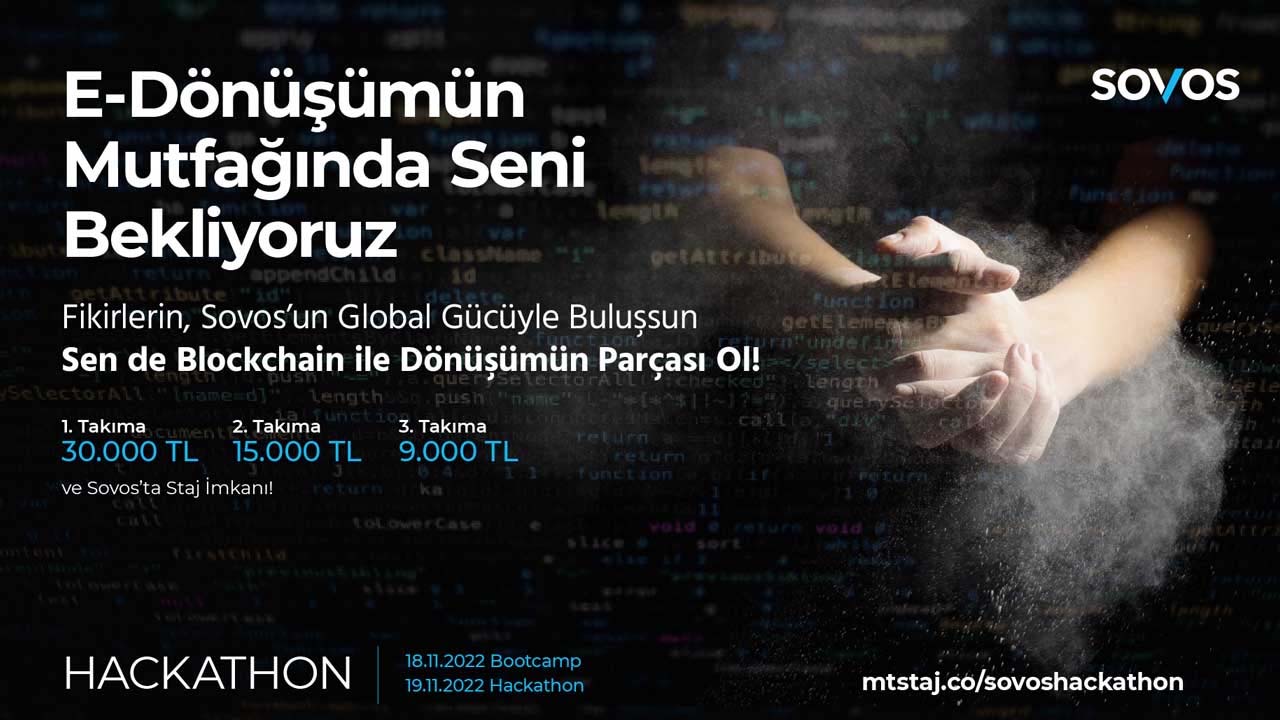 E-Dönüşümün
Mutfağında Seni
Bekliyoruz
SOVOS
Fikirlerin, Sovos’un Global Gücüyle Buluşsun
Sen de Blockchain ile Dönüşümün Parçası Ol!
1. Takıma 2. Takıma 3. Takıma
30.000 TL 15.000 TL 9.000 TL
ve Sovos’ta Staj İmkanı!
HACKATHON
18.11.2022 Bootcamp
19.11.2022 Hackathon
mtstaj.co/sovoshackathon